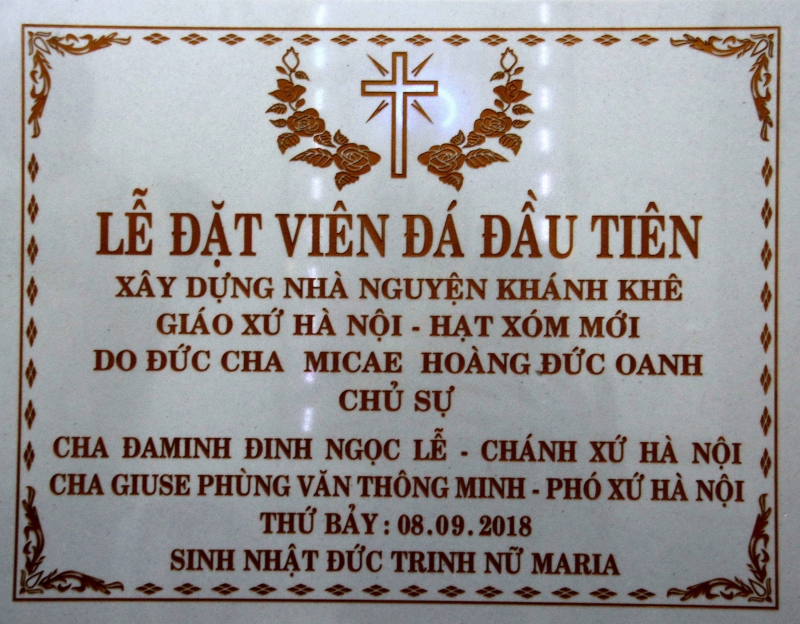 LỄ ĐẶT VIÊN ĐÁ ĐẦU TIÊN
XÂY DỰNG NHÀ NGUYỆN KHÁNH KHÊ
GIÁO XỨ HÀ NỘI - HẠT XÓM MỚI
DO ĐỨC CHA MICAE HOÀNG ĐỨC OANH
CHỦ SỰ
CHA ĐAMINH ĐINH NGỌC LỄ - CHÁNH XỨ HÀ NỘI
CHA GIUSE PHÙNG VĂN THÔNG MINH - PHÓ XỨ HÀ NỘI
THỨ BẢY : 08.09.2018
SINH NHẬT ĐỨC TRINH NỮ MARIA